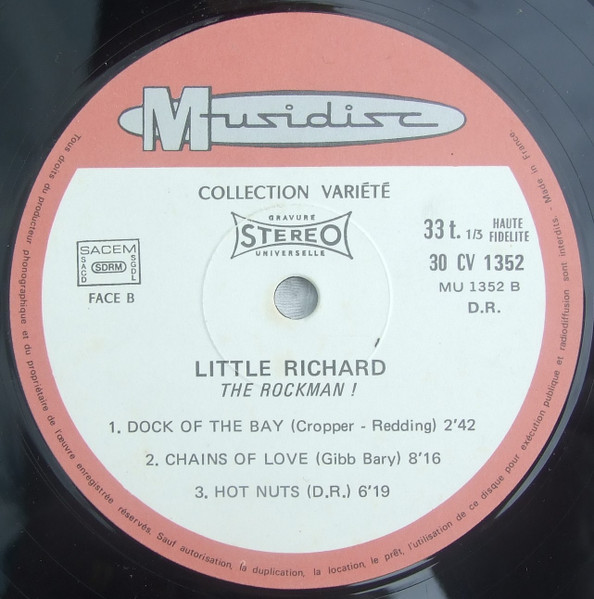 Musidisc
COLLECTION VARIÉTÉ
GRAVURE
STEREO
UNIVERSELLE
33 t. 1/3 HAUTE FIDELITE
30 CV 1352
MU 1352 B
D.R.
SACEM
SACD SDRM SGDL
FACE B
LITTLE RICHARD
THE ROCKMAN !
1. DOCK OF THE BAY (Cropper - Redding) 2'42
2. CHAINS OF LOVE (Gibb Bary) 8'16
3. HOT NUTS (D.R.) 6'19
Tous droits du producteur phonographique et du propriétaire de l'œuvre enregistrée réservés. Sauf autorisation, la duplication, la location, le prêt, l'utilisation de ce disque pour exécution publique et radiodiffusion sont interdits - Made in France.